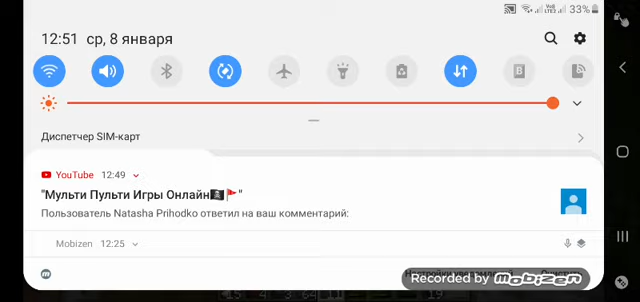 33%
12:51 ср, 8 января
Диспетчер SIM-карт
YouTube 12:49
"Мульти Пульти Игры Онлайн🏴‍☠️🚩"
Пользователь Natasha Prihodko ответил на ваш комментарий:
Mobizen 12:25
Recorded by mobizen